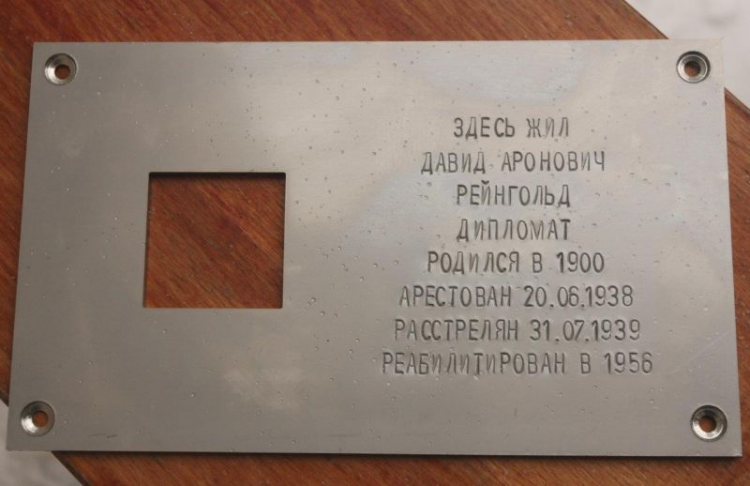 ЗДЕСЬ ЖИЛ
ДАВИД АРОНОВИЧ
РЕЙНГОЛЬД
ДИПЛОМАТ
РОДИЛСЯ В 1900
АРЕСТОВАН 20.06.1938
РАССТРЕЛЯН 31.07.1939
РЕАБИЛИТИРОВАН В 1956